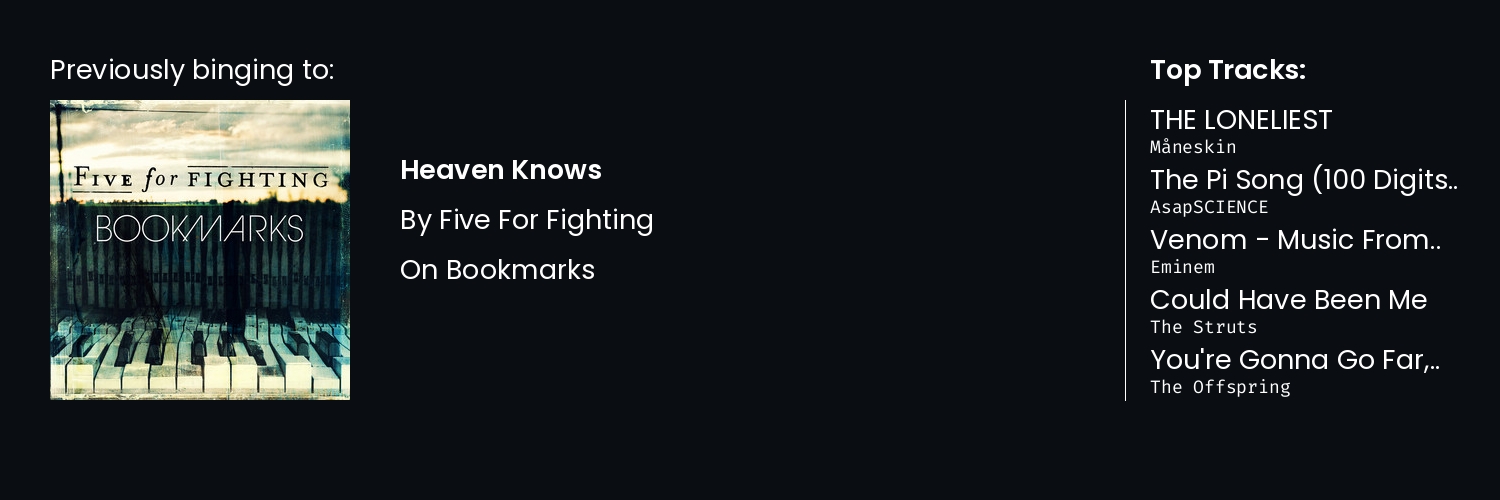 Previously binging to:
Five for Fighting
BOOKMARKS
Heaven Knows
By Five For Fighting
On Bookmarks
Top Tracks:
THE LONELIEST
Måneskin
The Pi Song (100 Digits..
AsapSCIENCE
Venom - Music From..
Eminem
Could Have Been Me
The Struts
You're Gonna Go Far,..
The Offspring